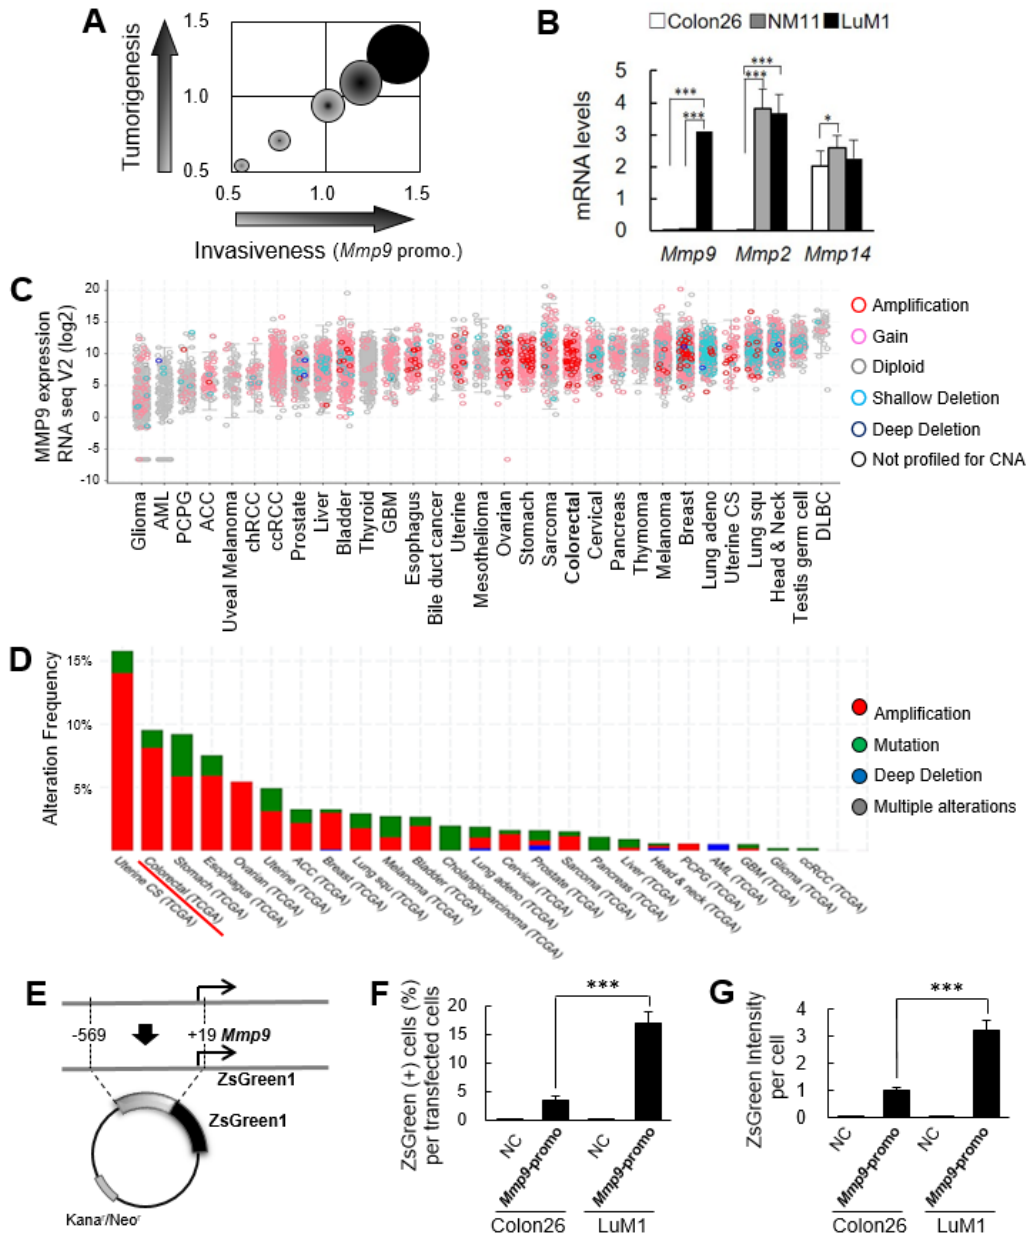 A
Tumorigenesis
1.5
1.0
0.5
0.5
1.0
1.5
Invasiveness (Mmp9 promo.)
B
Colon26 NM11 LuM1
mRNA levels
5
4
3
2
1
0
***
***
***
***
*
Mmp9 Mmp2 Mmp14
C
MMP9 expression
RNA seq V2 (log2)
20
15
10
5
0
-5
-10
Glioma
AML
PCPG
ACC
Uveal Melanoma
chRCC
ccRCC
Prostate
Liver
Bladder
Thyroid
GBM
Esophagus
Bile duct cancer
Uterine
Mesothelioma
Ovarian
Stomach
Sarcoma
Colorectal
Cervical
Pancreas
Thymoma
Melanoma
Breast
Lung adeno
Uterine CS
Lung squ
Head & Neck
Testis germ cell
DLBC
Amplification
Gain
Diploid
Shallow Deletion
Deep Deletion
Not profiled for CNA
D
Alteration Frequency
15%
10%
5%
Uterine CS (TCGA)
Colorectal (TCGA)
Stomach (TCGA)
Esophagus (TCGA)
Ovarian (TCGA)
Uterine (TCGA)
ACC (TCGA)
Breast (TCGA)
Lung squ (TCGA)
Melanoma (TCGA)
Bladder (TCGA)
Cholangiocarcinoma (TCGA)
Lung adeno (TCGA)
Cervical (TCGA)
Prostate (TCGA)
Sarcoma (TCGA)
Pancreas (TCGA)
Liver (TCGA)
Head & neck (TCGA)
PCPG (TCGA)
AML (TCGA)
GBM (TCGA)
Glioma (TCGA)
ccRCC (TCGA)
Amplification
Mutation
Deep Deletion
Multiple alterations
E
-569
+19 Mmp9
ZsGreen1
ZsGreen1
Kanaʳ/Neoʳ
F
ZsGreen (+) cells (%)
per transfected cells
20
15
10
5
0
***
NC
Mmp9-promo
NC
Mmp9-promo
Colon26 LuM1
G
ZsGreen Intensity
per cell
4
3
2
1
0
***
NC
Mmp9-promo
NC
Mmp9-promo
Colon26 LuM1